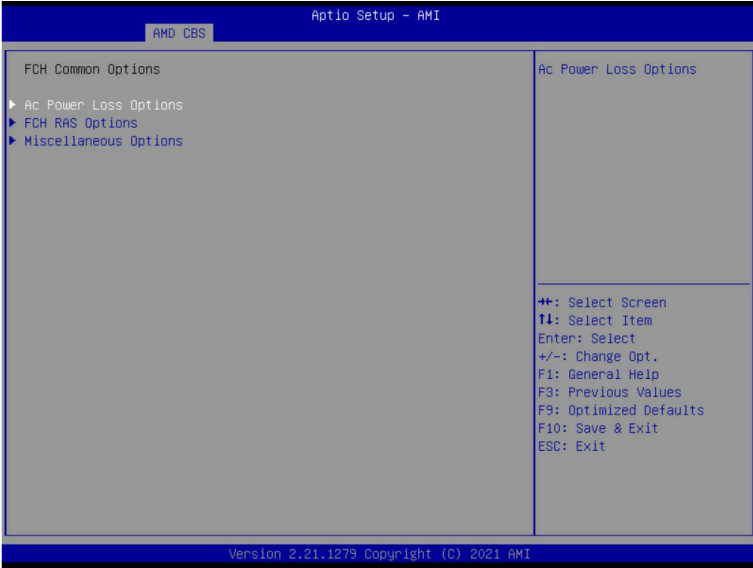 Aptio Setup – AMI
AMD CBS
FCH Common Options
Ac Power Loss Options
FCH RAS Options
Miscellaneous Options
Ac Power Loss Options
→←: Select Screen
↑↓: Select Item
Enter: Select
+/-: Change Opt.
F1: General Help
F3: Previous Values
F9: Optimized Defaults
F10: Save & Exit
ESC: Exit
Version 2.21.1279 Copyright (C) 2021 AMI